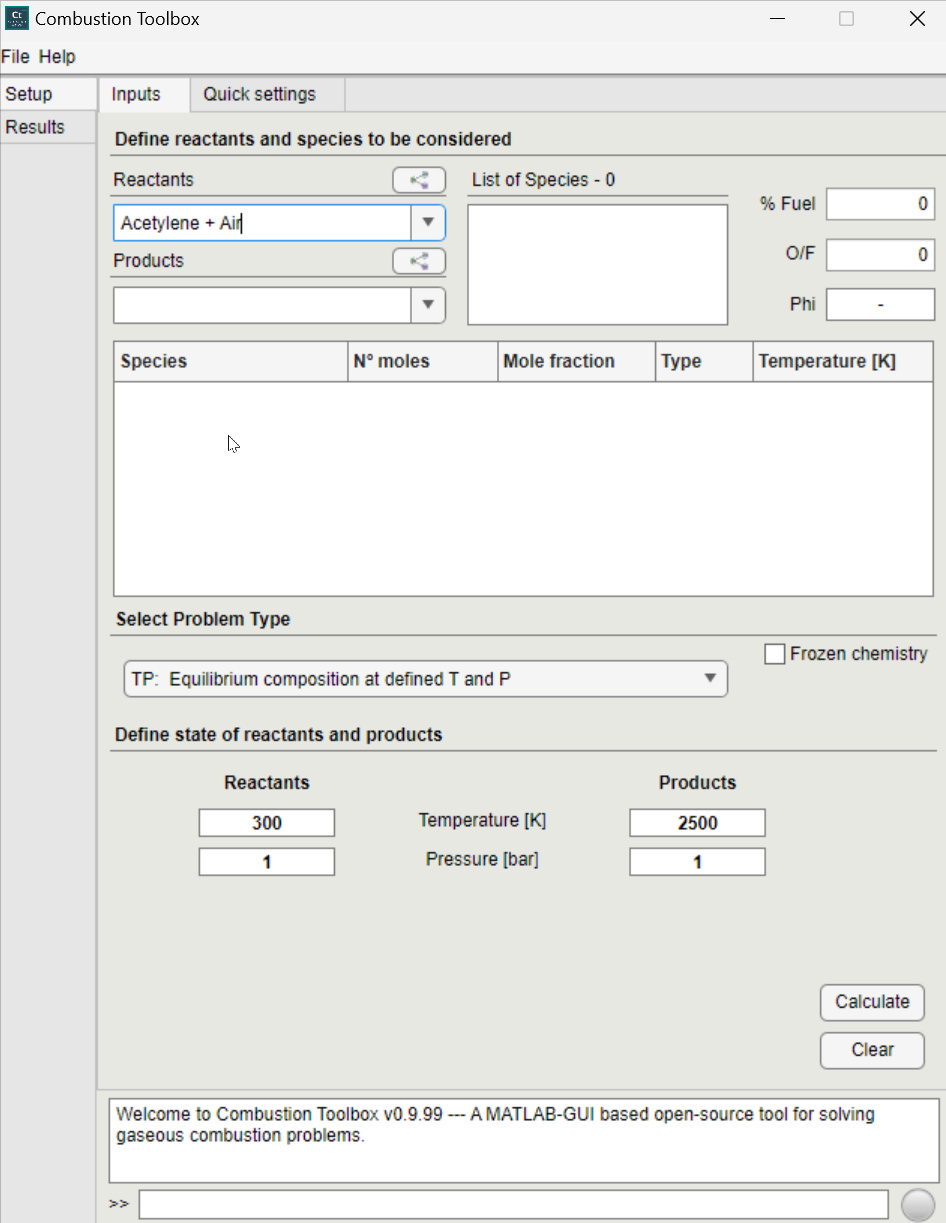 Ct
Combustion Toolbox
File Help
Setup
Results
Inputs
Quick settings
Define reactants and species to be considered
Reactants
Acetylene + Air
Products
List of Species - 0
% Fuel 0
O/F 0
Phi -
Species N° moles Mole fraction Type Temperature [K]
Select Problem Type
Frozen chemistry
TP: Equilibrium composition at defined T and P
Define state of reactants and products
Reactants Products
300 Temperature [K] 2500
1 Pressure [bar] 1
Calculate
Clear
Welcome to Combustion Toolbox v0.9.99 --- A MATLAB-GUI based open-source tool for solving
gaseous combustion problems.
>>